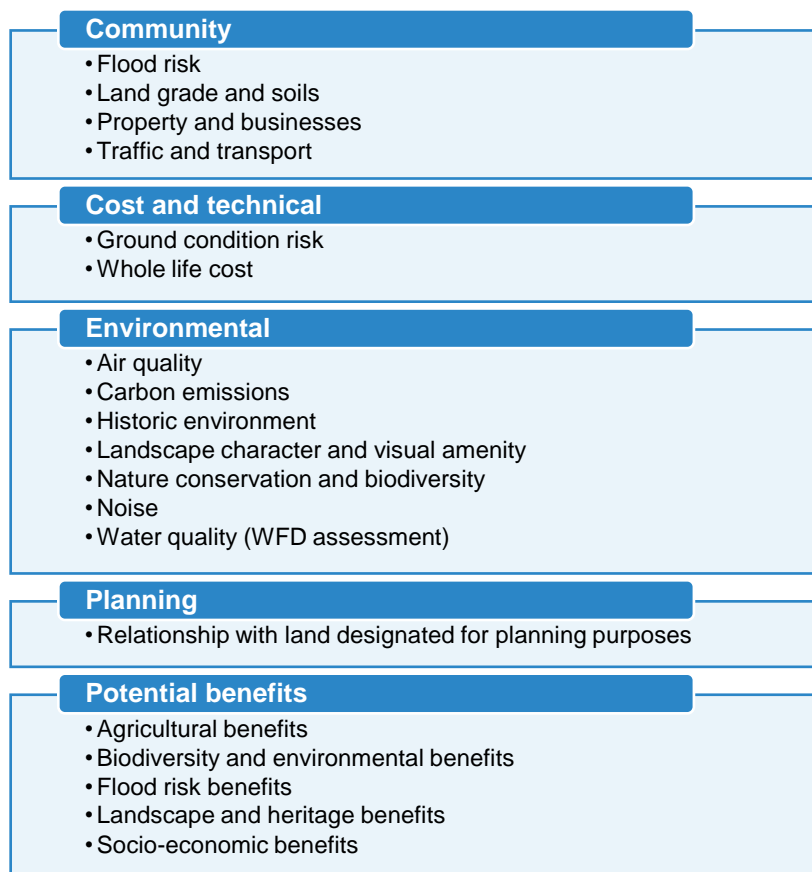 Community
• Flood risk
• Land grade and soils
• Property and businesses
• Traffic and transport
Cost and technical
• Ground condition risk
• Whole life cost
Environmental
• Air quality
• Carbon emissions
• Historic environment
• Landscape character and visual amenity
• Nature conservation and biodiversity
• Noise
• Water quality (WFD assessment)
Planning
• Relationship with land designated for planning purposes
Potential benefits
• Agricultural benefits
• Biodiversity and environmental benefits
• Flood risk benefits
• Landscape and heritage benefits
• Socio-economic benefits